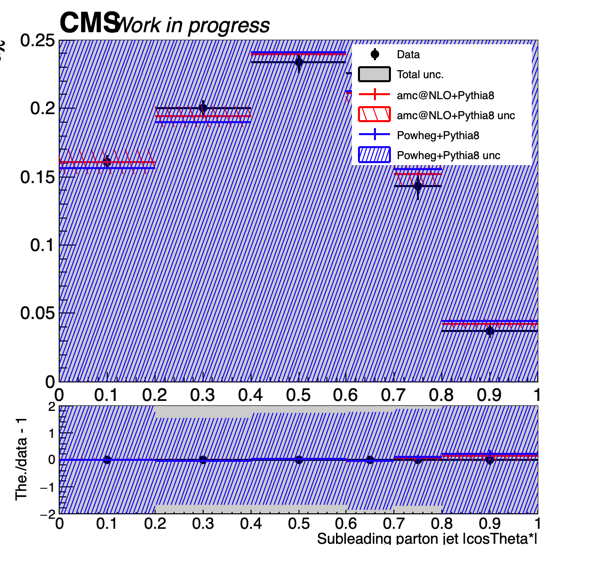 CMS Work in progress
0.25
0.2
0.15
0.1
0.05
0
Data
Total unc.
amc@NLO+Pythia8
amc@NLO+Pythia8 unc
Powheg+Pythia8
Powheg+Pythia8 unc
0 0.1 0.2 0.3 0.4 0.5 0.6 0.7 0.8 0.9 1
The./data - 1
2
1
0
−1
−2
0 0.1 0.2 0.3 0.4 0.5 0.6 0.7 0.8 0.9 1
Subleading parton jet |cosTheta*|